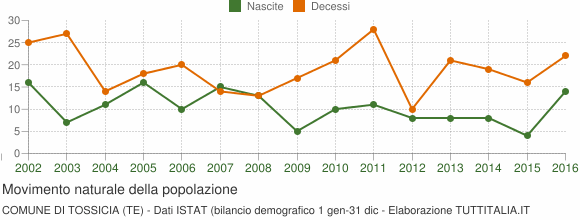 Nascite Decessi
30
25
20
15
10
5
0
2002 2003 2004 2005 2006 2007 2008 2009 2010 2011 2012 2013 2014 2015 2016
Movimento naturale della popolazione
COMUNE DI TOSSICIA (TE) - Dati ISTAT (bilancio demografico 1 gen-31 dic - Elaborazione TUTTITALIA.IT